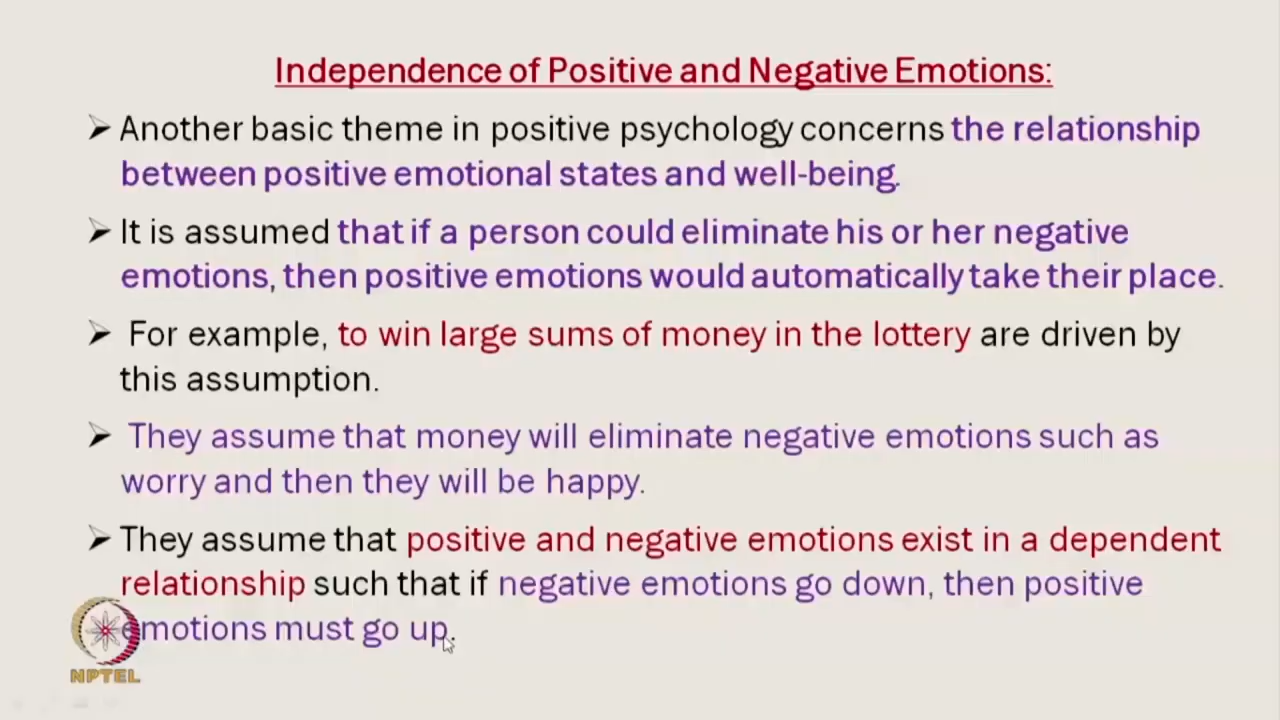 Independence of Positive and Negative Emotions:
➢ Another basic theme in positive psychology concerns the relationship
between positive emotional states and well-being.
➢ It is assumed that if a person could eliminate his or her negative
emotions, then positive emotions would automatically take their place.
➢ For example, to win large sums of money in the lottery are driven by
this assumption.
➢ They assume that money will eliminate negative emotions such as
worry and then they will be happy.
➢ They assume that positive and negative emotions exist in a dependent
relationship such that if negative emotions go down, then positive
emotions must go up.
NPTEL